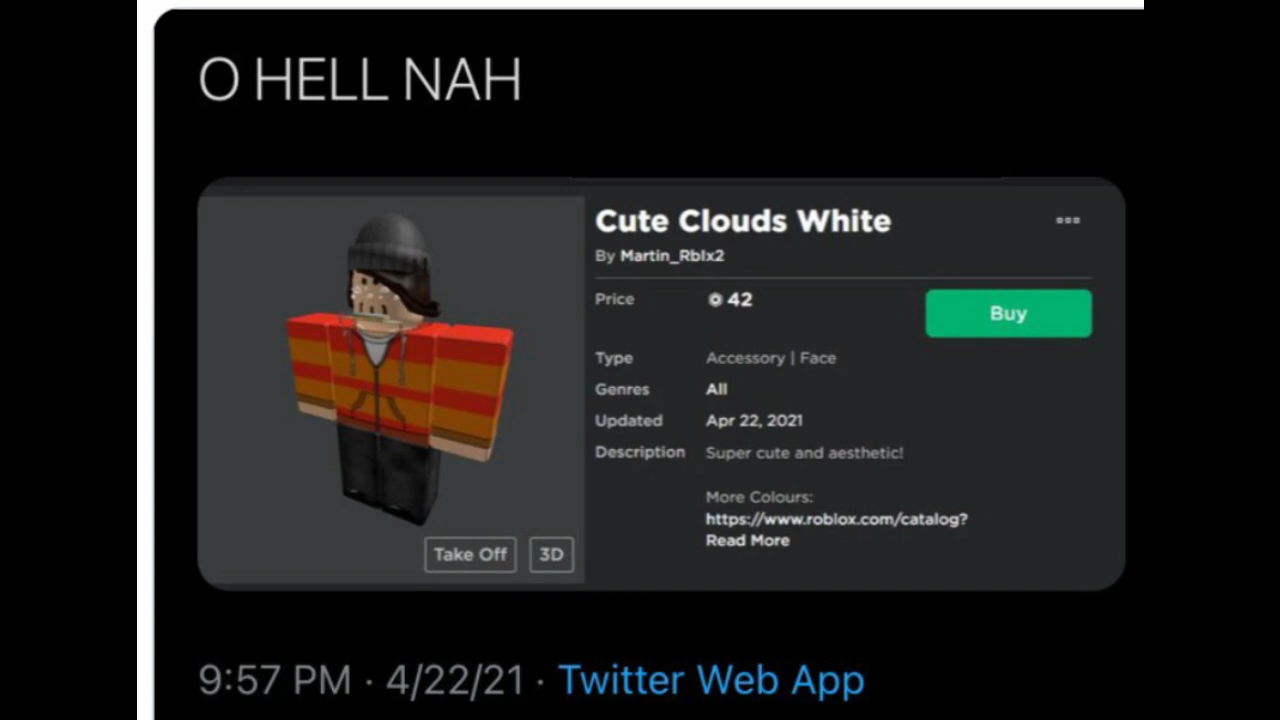 O HELL NAH
Cute Clouds White
By Martin_Rblx2
Price 42 Buy
Type Accessory | Face
Genres All
Updated Apr 22, 2021
Description Super cute and aesthetic!
More Colours:
https://www.roblox.com/catalog?
Read More
Take Off 3D
9:57 PM · 4/22/21 · Twitter Web App